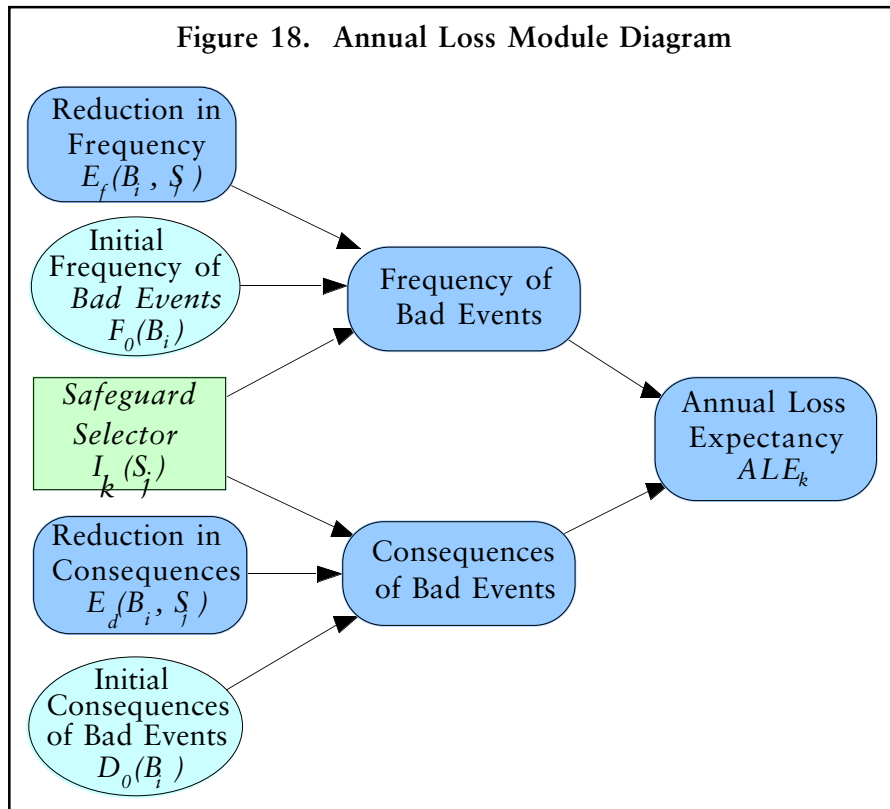 Figure 18. Annual Loss Module Diagram
Reduction in
Frequency
E_f(B_i, S_j)
Initial
Frequency of
Bad Events
F_0(B_i)
Safeguard
Selector
I_k(S_j)
Reduction in
Consequences
E_d(B_i, S_j)
Initial
Consequences
of Bad Events
D_0(B_i)
Frequency of
Bad Events
Consequences
of Bad Events
Annual Loss
Expectancy
ALE_k